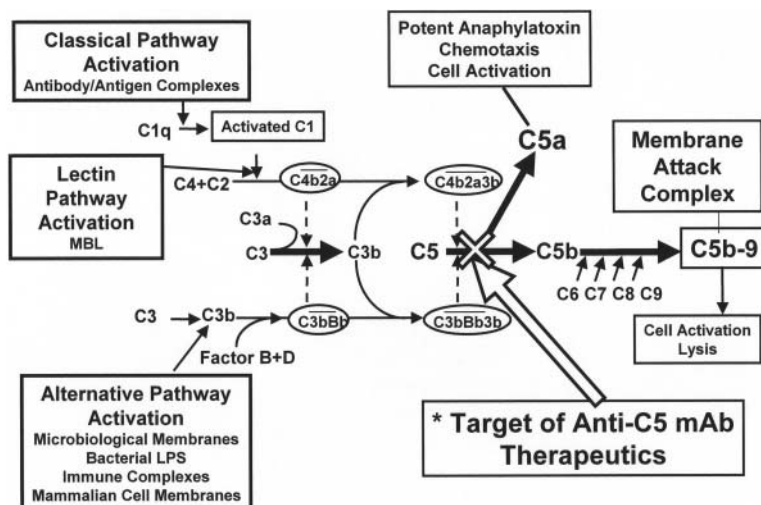 Classical Pathway
Activation
Antibody/Antigen Complexes
C1q
Activated C1
Lectin
Pathway
Activation
MBL
C4+C2
C4b2a
C4b2a3b
C3a
C3
C3b
C3
C3b
C3bBb
C3bBb3b
Factor B+D
Alternative Pathway
Activation
Microbiological Membranes
Bacterial LPS
Immune Complexes
Mammalian Cell Membranes
Potent Anaphylatoxin
Chemotaxis
Cell Activation
C5a
C5
C5b
C6 C7 C8 C9
Membrane
Attack
Complex
C5b-9
Cell Activation
Lysis
* Target of Anti-C5 mAb
Therapeutics